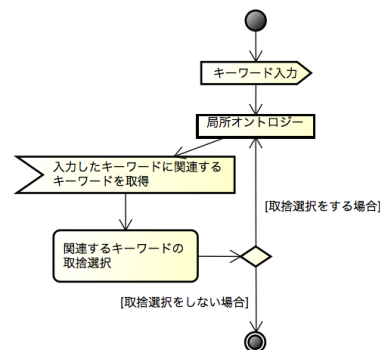 キーワード入力
局所オントロジー
入力したキーワードに関連する
キーワードを取得
[取捨選択をする場合]
関連するキーワードの
取捨選択
[取捨選択をしない場合]